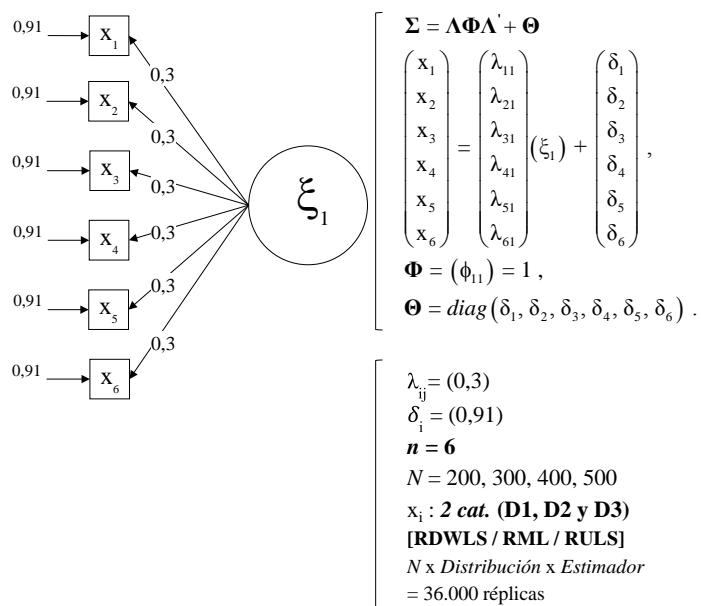 0,91 x₁
0,91 x₂
0,91 x₃
0,91 x₄
0,91 x₅
0,91 x₆
0,3
0,3
0,3
0,3
0,3
0,3
ξ₁
Σ = ΛΦΛ' + Θ
(x₁ x₂ x₃ x₄ x₅ x₆) = (λ₁₁ λ₂₁ λ₃₁ λ₄₁ λ₅₁ λ₆₁) (ξ₁) + (δ₁ δ₂ δ₃ δ₄ δ₅ δ₆) ,
Φ = (ϕ₁₁) = 1 ,
Θ = diag(δ₁, δ₂, δ₃, δ₄, δ₅, δ₆) .
λᵢⱼ= (0,3)
δᵢ = (0,91)
n = 6
N = 200, 300, 400, 500
xᵢ : 2 cat. (D1, D2 y D3)
[RDWLS / RML / RULS]
N x Distribución x Estimador
= 36.000 réplicas